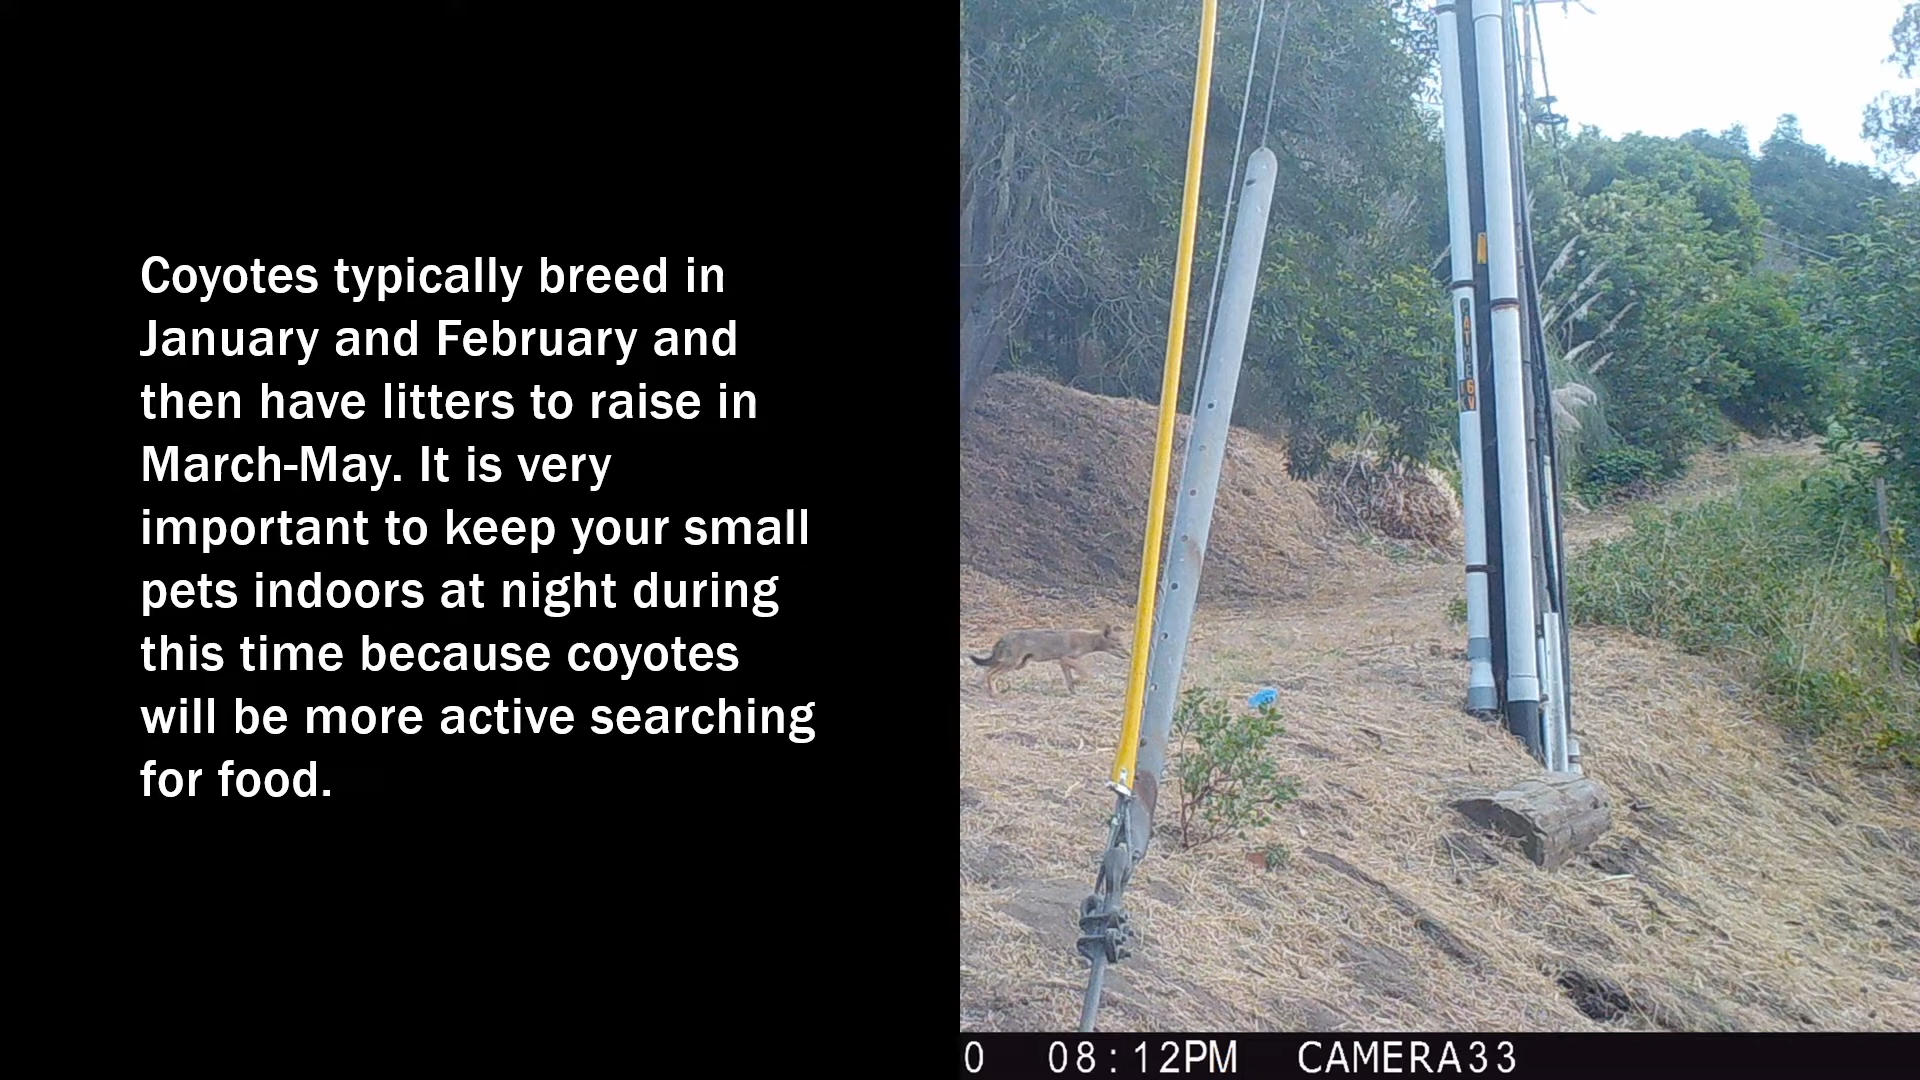 Coyotes typically breed in
January and February and
then have litters to raise in
March-May. It is very
important to keep your small
pets indoors at night during
this time because coyotes
will be more active searching
for food.
0 08:12PM CAMERA33